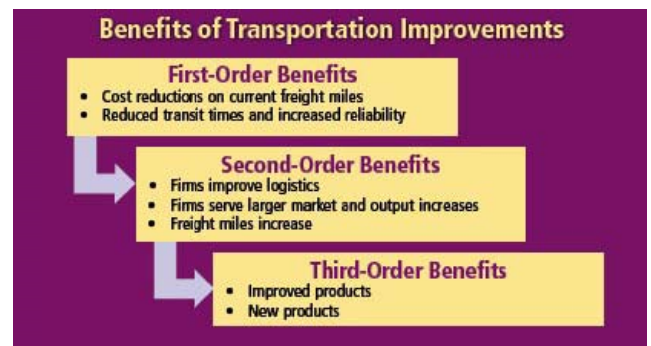 Benefits of Transportation Improvements
First-Order Benefits
• Cost reductions on current freight miles
• Reduced transit times and increased reliability
Second-Order Benefits
• Firms improve logistics
• Firms serve larger market and output increases
• Freight miles increase
Third-Order Benefits
• Improved products
• New products